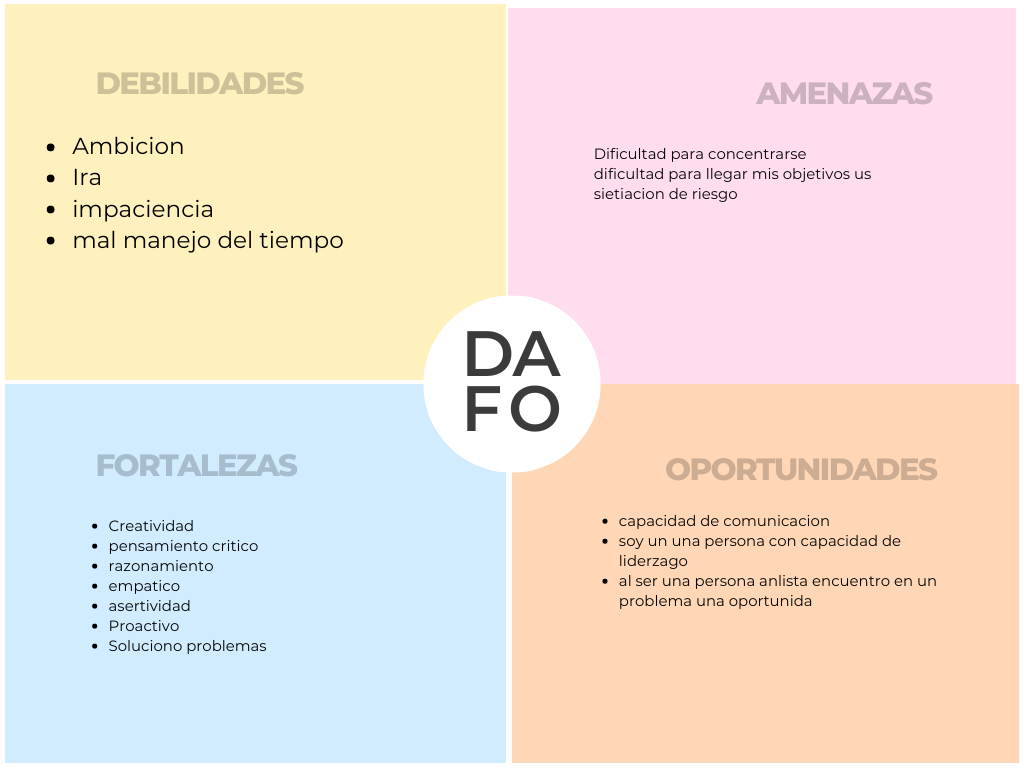 DEBILIDADES
Ambicion
Ira
impaciencia
mal manejo del tiempo
AMENAZAS
Dificultad para concentrarse
dificultad para llegar mis objetivos us
sietiacion de riesgo
DA
FO
FORTALEZAS
Creatividad
pensamiento critico
razonamiento
empatico
asertividad
Proactivo
Soluciono problemas
OPORTUNIDADES
capacidad de comunicacion
soy un una persona con capacidad de
liderzago
al ser una persona anlista encuentro en un
problema una oportunida